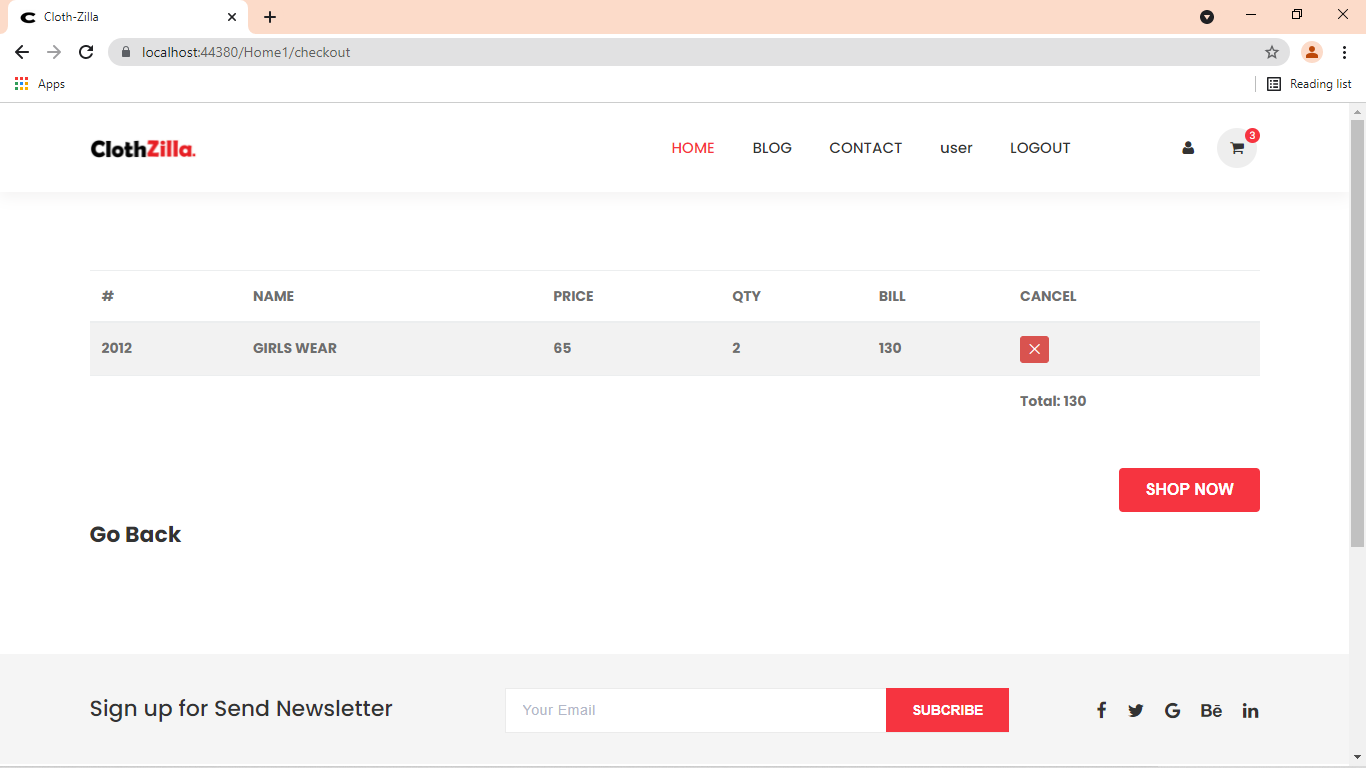 Cloth-Zilla
localhost:44380/Home1/checkout
Apps
Reading list
ClothZilla.
HOME BLOG CONTACT user LOGOUT 3
# NAME PRICE QTY BILL CANCEL
2012 GIRLS WEAR 65 2 130
Total: 130
SHOP NOW
Go Back
Sign up for Send Newsletter
Your Email
SUBCRIBE